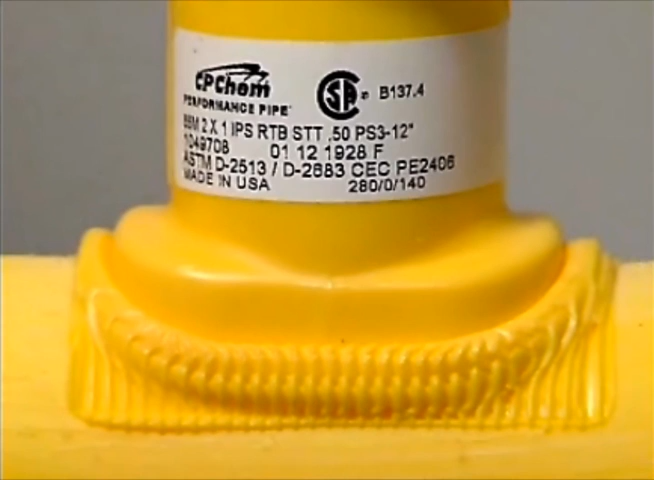 CPChem
PERFORMANCE PIPE
CSA ® B137.4
2 X 1 IPS RTB STT .50 PS3-12"
1049708 01 12 1928 F
ASTM D-2513 / D-2683 CEC PE2406
MADE IN USA 280/0/140